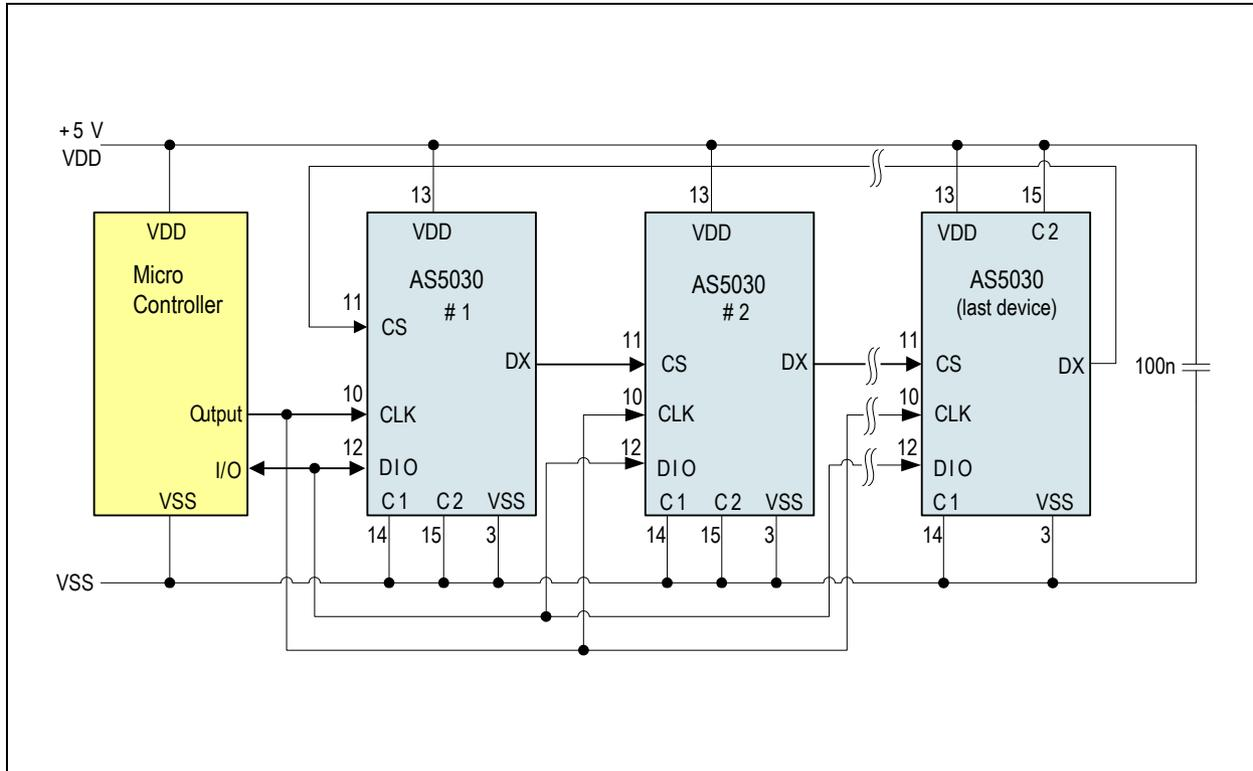 +5 V
VDD
13
13
13
15
VDD
VDD
VDD
VDD
C2
Micro
Controller
AS5030
# 1
AS5030
# 2
AS5030
(last device)
11
CS
DX
11
CS
DX
11
CS
DX
100n
Output
10
CLK
10
CLK
10
CLK
I/O
12
DIO
12
DIO
12
DIO
VSS
C1
C2
VSS
C1
C2
VSS
C1
VSS
14
15
3
14
15
3
14
3
VSS